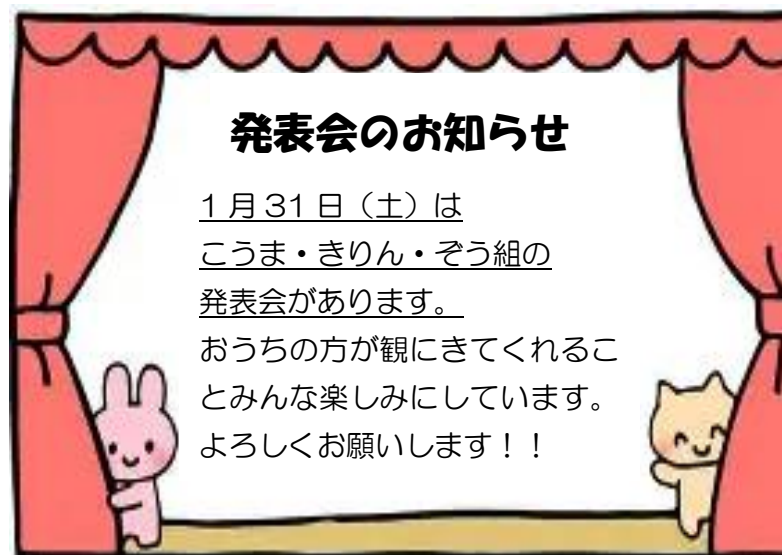 発表会のお知らせ
1月31日（土）は
こうま・きりん・ぞう組の
発表会があります。
おうちの方が観にきてくれるこ
とみんな楽しみにしています。
よろしくお願いします！！